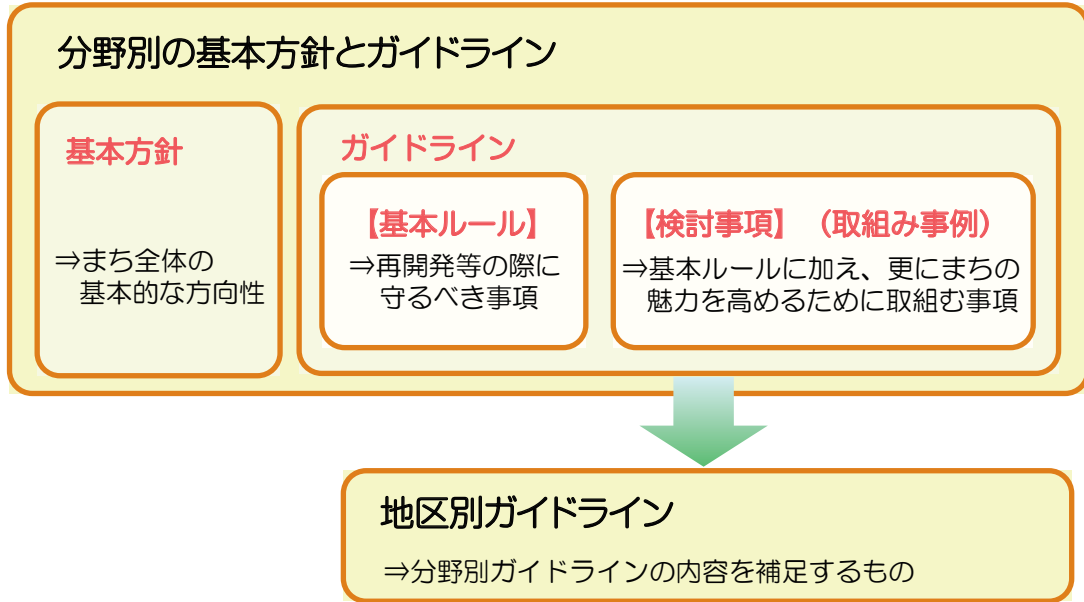 分野別の基本方針とガイドライン
基本方針
⇒まち全体の
基本的な方向性
ガイドライン
【基本ルール】
⇒再開発等の際に
守るべき事項
【検討事項】（取組み事例）
⇒基本ルールに加え、更にまちの
魅力を高めるために取組む事項
地区別ガイドライン
⇒分野別ガイドラインの内容を補足するもの